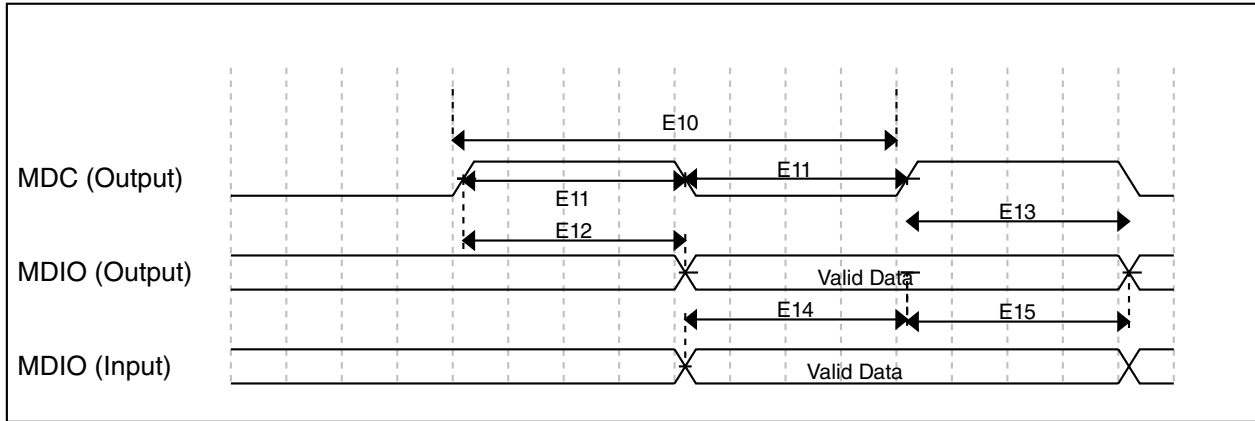 E10
MDC (Output)
E11
E11
E13
E12
MDIO (Output)
Valid Data
E14
E15
MDIO (Input)
Valid Data